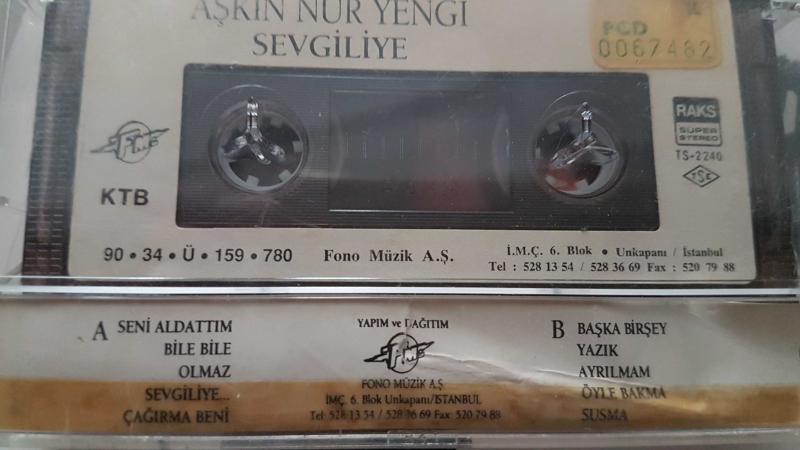 AŞKIN NUR YENGİ
SEVGİLİYE
PCD
0067482
RAKS
SÜPER
STEREO
TS-2240
TSE
KTB
90 • 34 • Ü • 159 • 780
Fono Müzik A.Ş.
İ.M.Ç. 6. Blok • Unkapanı / İstanbul
Tel : 528 13 54 / 528 36 69 Fax : 520 79 88
A
SENİ ALDATTIM
BİLE BİLE
OLMAZ
SEVGİLİYE...
ÇAĞIRMA BENİ
YAPIM ve DAĞITIM
FONO MÜZİK A.Ş
İMÇ. 6. Blok Unkapanı/İSTANBUL
Tel: 528 13 54 / 528 36 69 Fax: 520 79 88
B
BAŞKA BİRŞEY
YAZIK
AYRILMAM
ÖYLE BAKMA
SUSMA